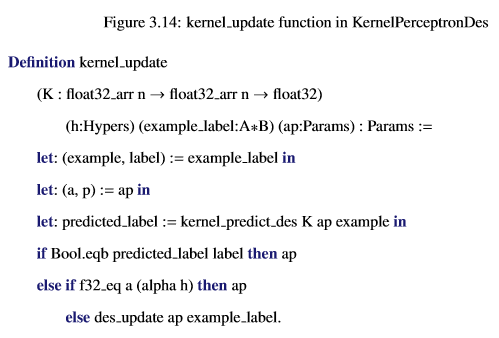 Figure 3.14: kernel_update function in KernelPerceptronDes
Definition kernel_update
(K : float32_arr n → float32_arr n → float32)
(h:Hypers) (example_label:A*B) (ap:Params) : Params :=
let: (example, label) := example_label in
let: (a, p) := ap in
let: predicted_label := kernel_predict_des K ap example in
if Bool.eqb predicted_label label then ap
else if f32_eq a (alpha h) then ap
else des_update ap example_label.